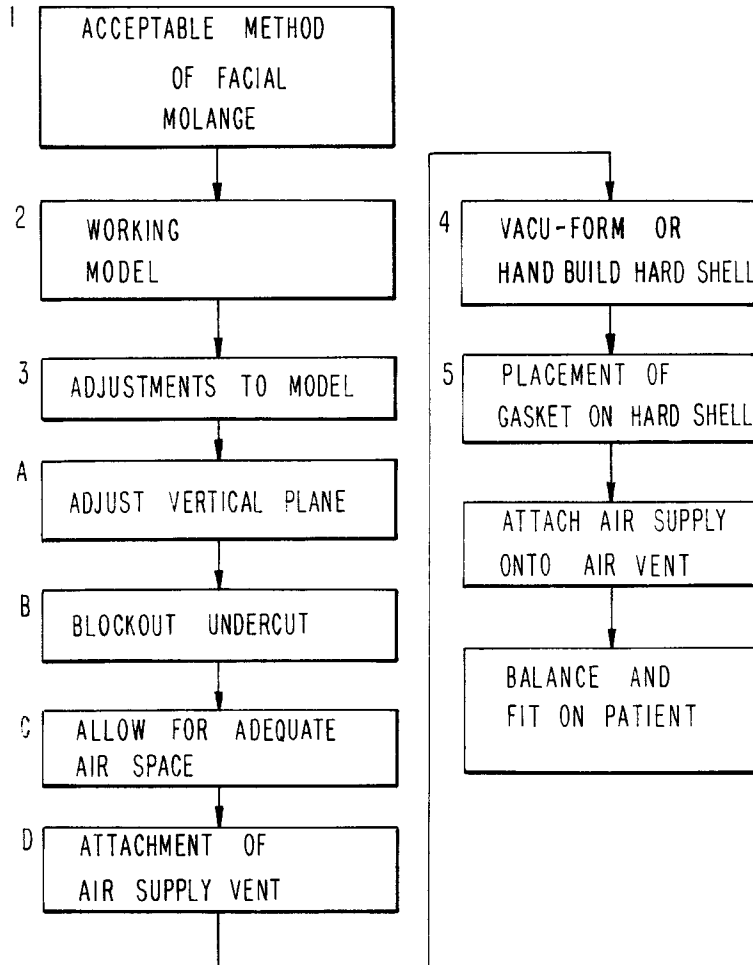 1
ACCEPTABLE METHOD
OF FACIAL
MOLANGE
2
WORKING
MODEL
3
ADJUSTMENTS TO MODEL
A
ADJUST VERTICAL PLANE
B
BLOCKOUT UNDERCUT
C
ALLOW FOR ADEQUATE
AIR SPACE
D
ATTACHMENT OF
AIR SUPPLY VENT
4
VACU-FORM OR
HAND BUILD HARD SHELL
5
PLACEMENT OF
GASKET ON HARD SHELL
ATTACH AIR SUPPLY
ONTO AIR VENT
BALANCE AND
FIT ON PATIENT